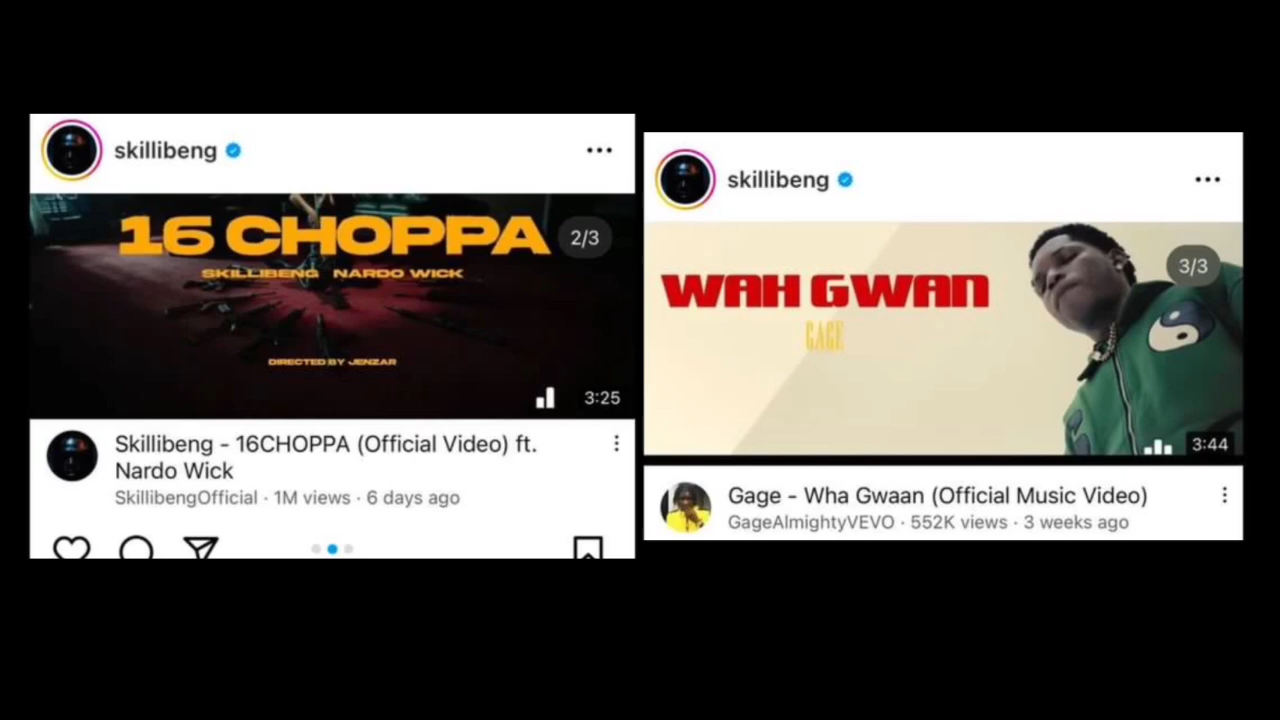 skillibeng
16 CHOPPA
2/3
SKILLIBENG NARDO WICK
DIRECTED BY JENZAR
3:25
Skillibeng - 16CHOPPA (Official Video) ft.
Nardo Wick
SkillibengOfficial · 1M views · 6 days ago
skillibeng
3/3
WAH GWAN
GAGE
3:44
Gage - Wha Gwaan (Official Music Video)
GageAlmightyVEVO · 552K views · 3 weeks ago